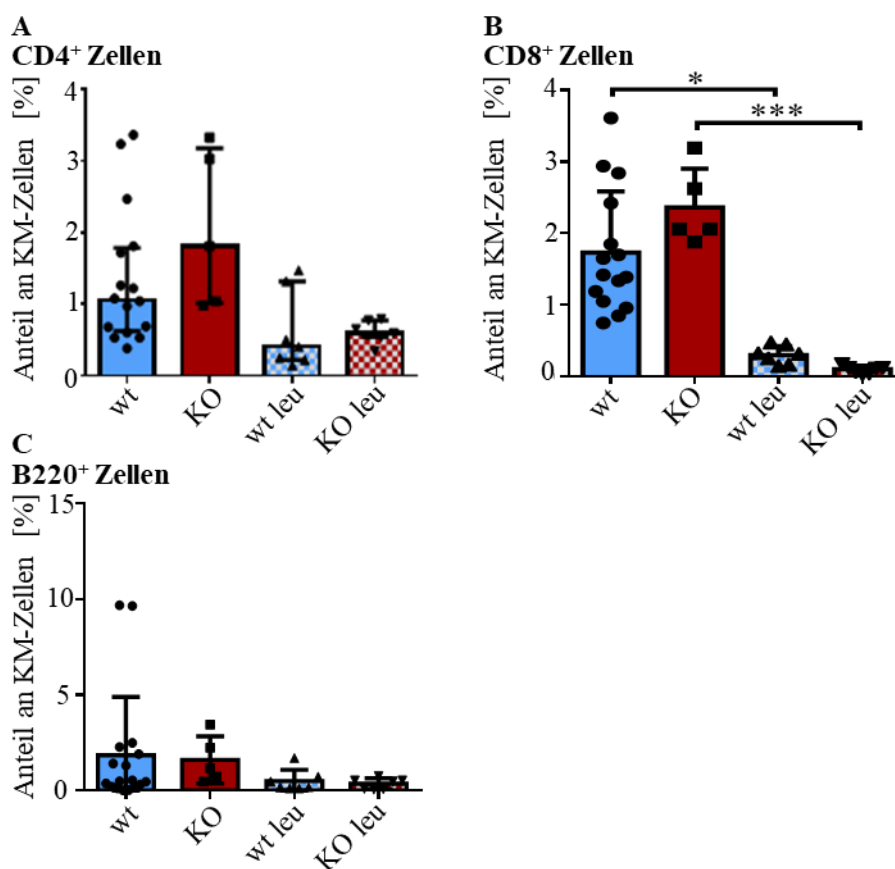 A
CD4+ Zellen
Anteil an KM-Zellen [%]
4
3
2
1
0
wt
KO
wt leu
KO leu
B
CD8+ Zellen
Anteil an KM-Zellen [%]
4
3
2
1
0
*
***
wt
KO
wt leu
KO leu
C
B220+ Zellen
Anteil an KM-Zellen [%]
15
10
5
0
wt
KO
wt leu
KO leu